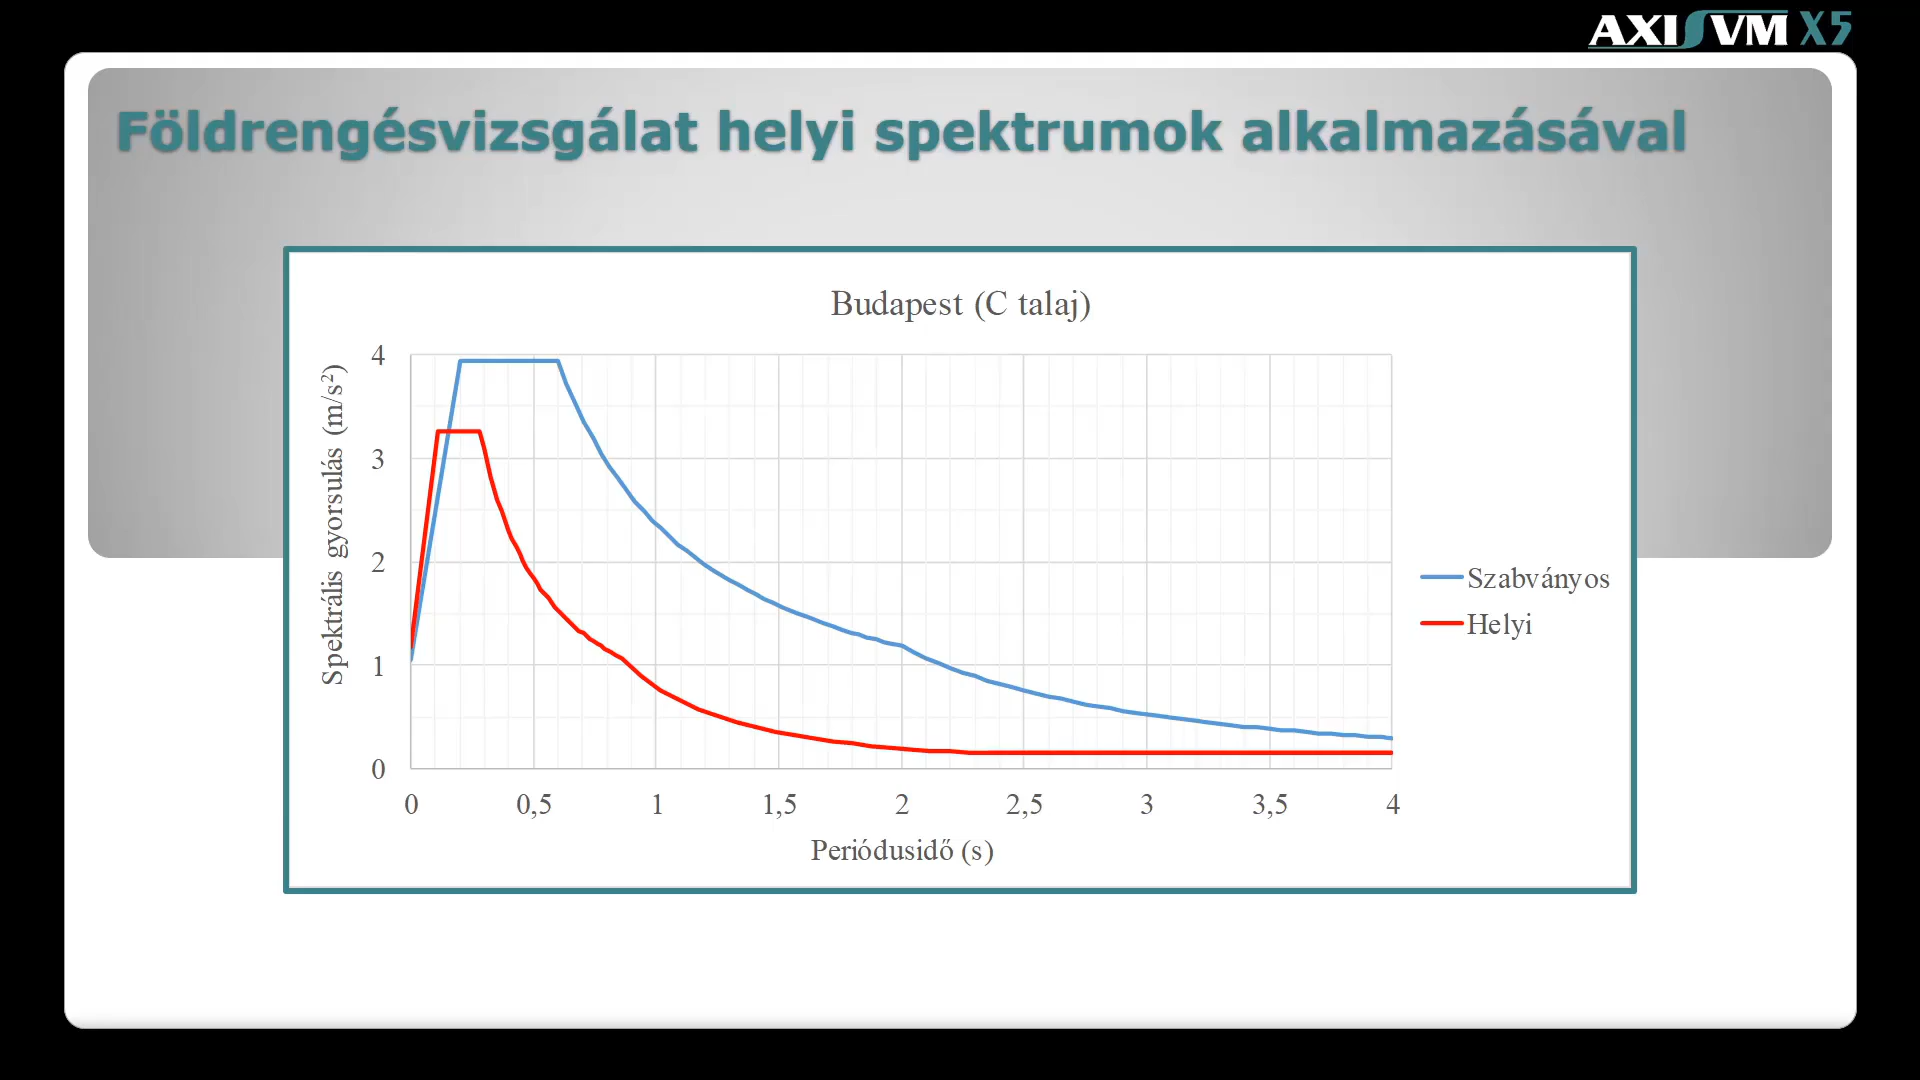 AXISVM X5
Földrengésvizsgálat helyi spektrumok alkalmazásával
Budapest (C talaj)
Spektrális gyorsulás (m/s²)
4
3
2
1
0
0 0,5 1 1,5 2 2,5 3 3,5 4
Periódusidő (s)
Szabványos
Helyi